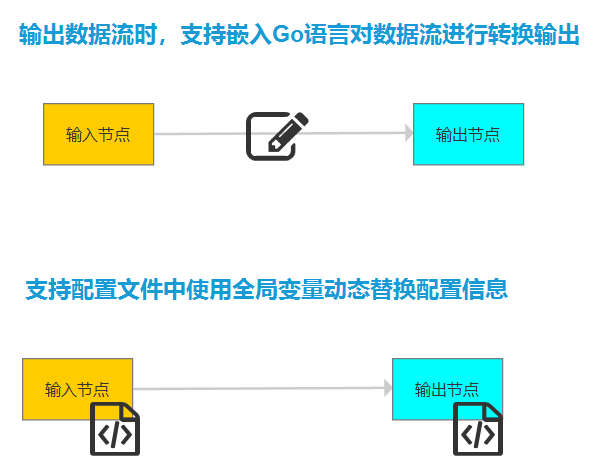 输出数据流时，支持嵌入Go语言对数据流进行转换输出
输入节点
输出节点
支持配置文件中使用全局变量动态替换配置信息
输入节点
输出节点